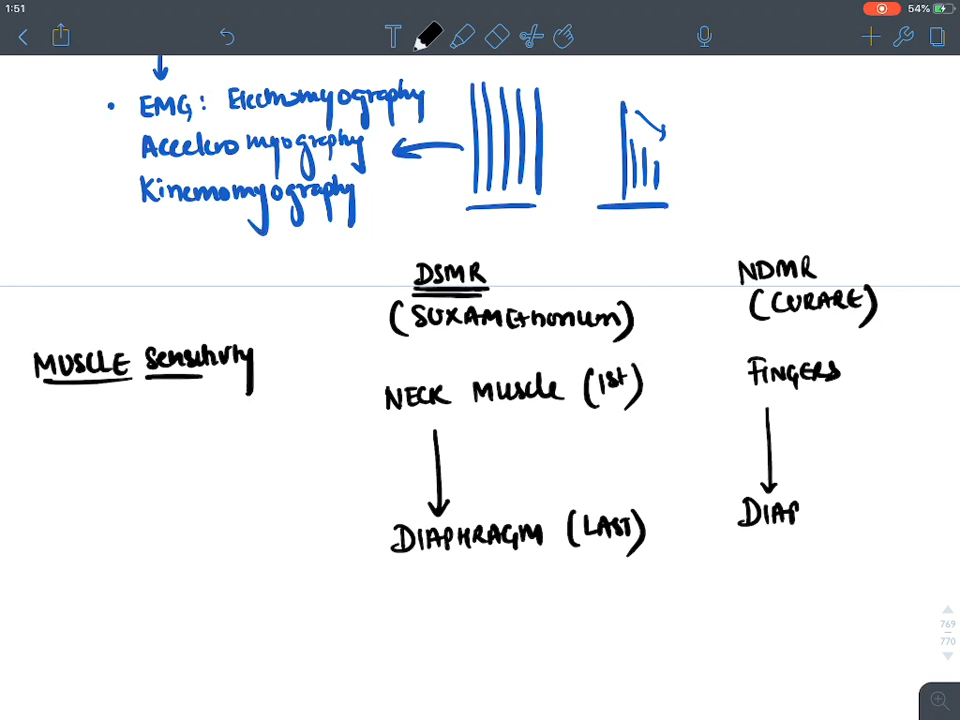 1:51
54%
T
• EMG: Electromyography
Acceleromyography
Kinemomyography
DSMR
(SUXAMEthonium)
NDMR
(CURARE)
MUSCLE Sensitivity
NECK Muscle (1st)
FINGERS
DIAPHRAGM (LAST)
DIAP
769
770